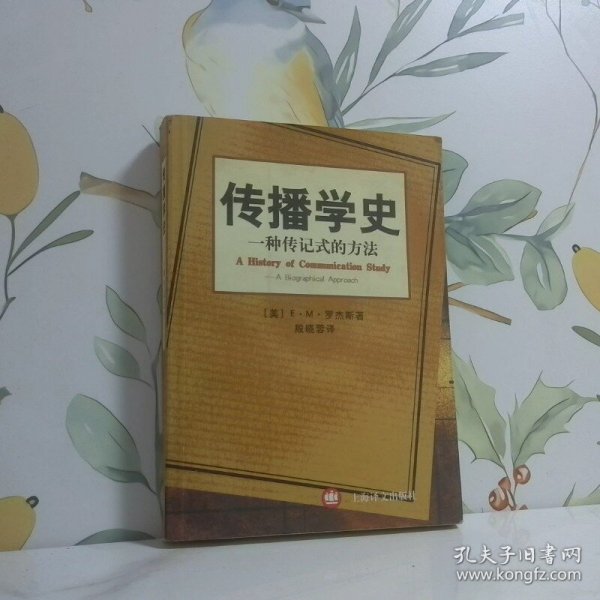 传播学史
一种传记式的方法
A History of Communication Study
——A Biographical Approach
［美］E·M·罗杰斯著
殷晓蓉译
上海译文出版社
孔夫子旧书网
www.kongfz.com